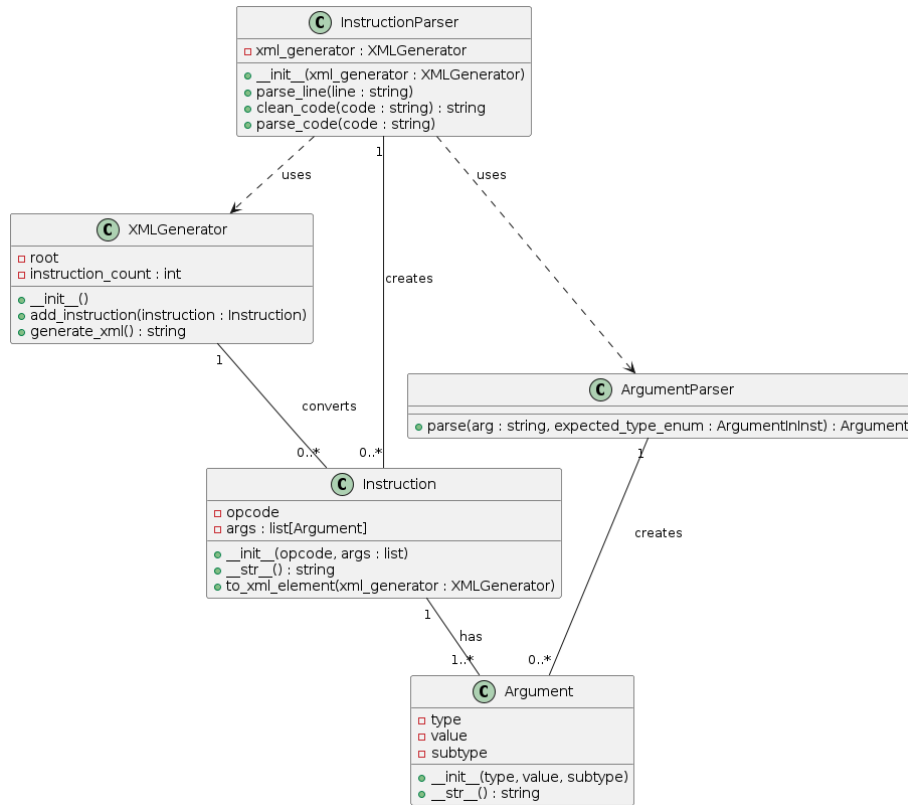 C InstructionParser
xml_generator : XMLGenerator
__init__(xml_generator : XMLGenerator)
parse_line(line : string)
clean_code(code : string) : string
parse_code(code : string)
1
uses
uses
C XMLGenerator
root
instruction_count : int
__init__()
add_instruction(instruction : Instruction)
generate_xml() : string
creates
1
C ArgumentParser
parse(arg : string, expected_type_enum : ArgumentInInst) : Argument
converts
0..*
0..*
1
C Instruction
opcode
args : list[Argument]
__init__(opcode, args : list)
__str__() : string
to_xml_element(xml_generator : XMLGenerator)
creates
1
has
1..*
0..*
C Argument
type
value
subtype
__init__(type, value, subtype)
__str__() : string